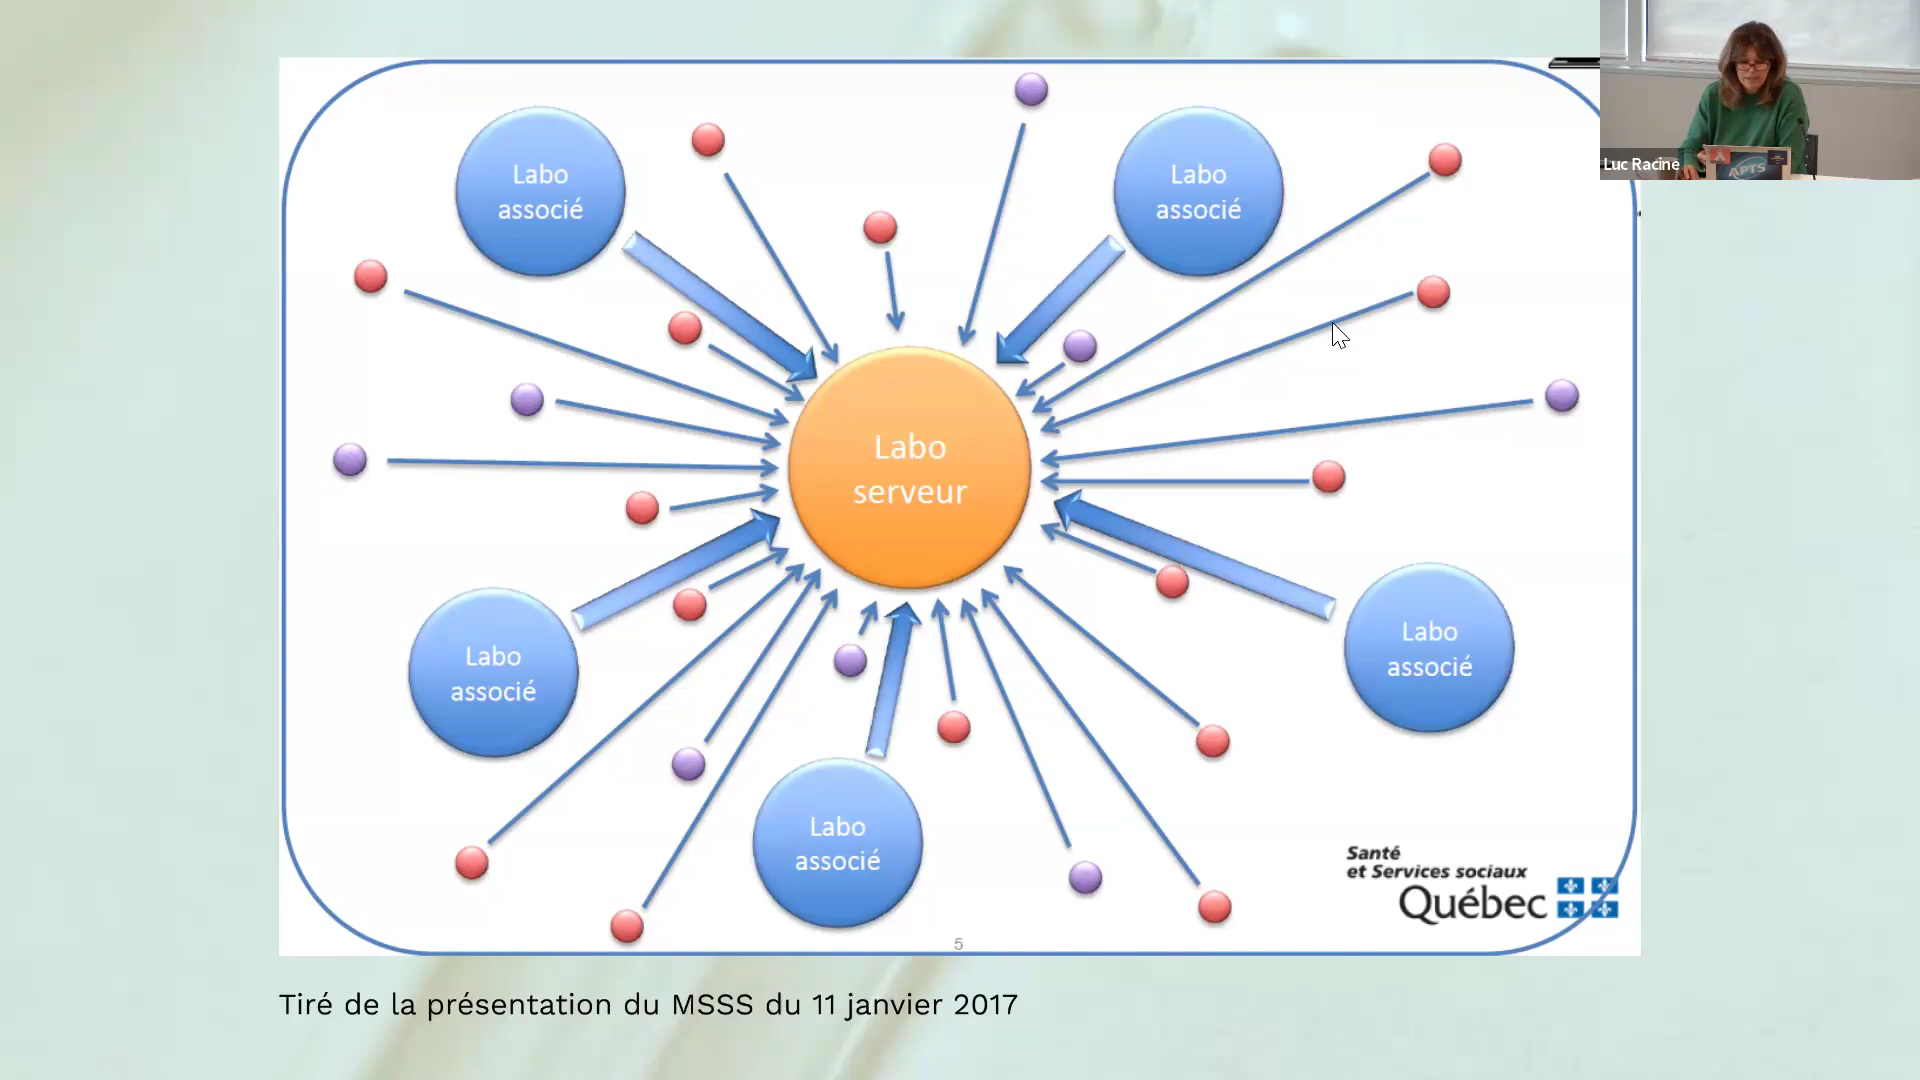 Labo
associé
Labo
associé
Luc Racine
APTS
Labo
serveur
Labo
associé
Labo
associé
Labo
associé
Santé
et Services sociaux
Québec
5
Tiré de la présentation du MSSS du 11 janvier 2017